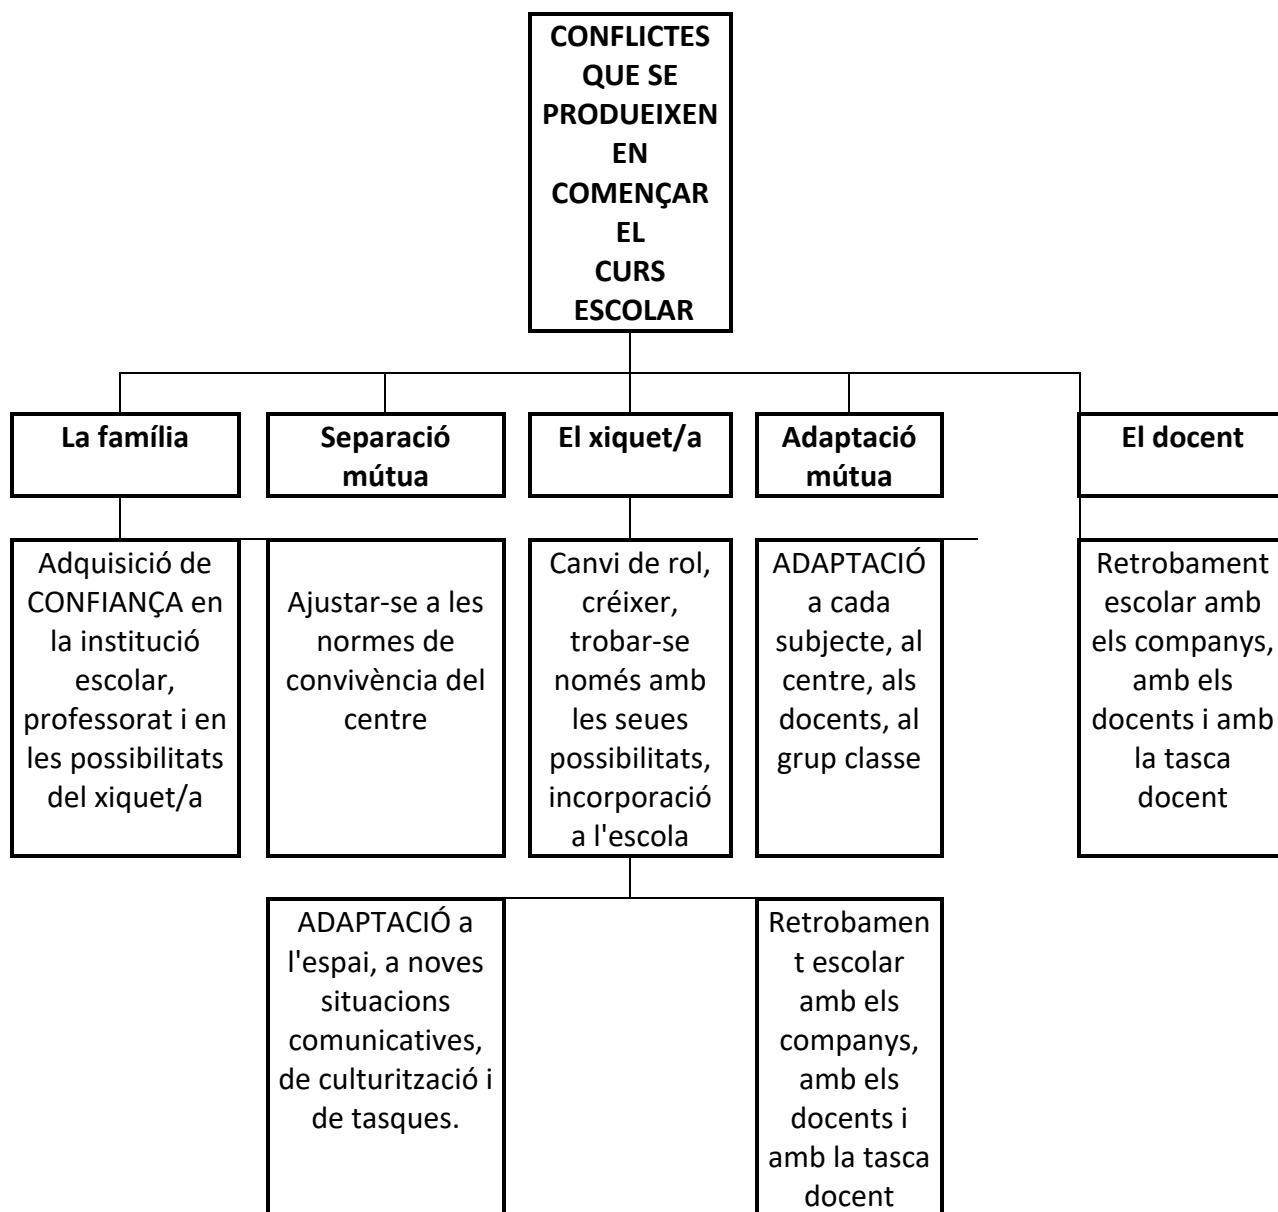 CONFLICTES
QUE SE
PRODUEIXEN
EN
COMENÇAR
EL
CURS
ESCOLAR
La família
Separació
mútua
El xiquet/a
Adaptació
mútua
El docent
Adquisició de
CONFIANÇA en
la institució
escolar,
professorat i en
les possibilitats
del xiquet/a
Ajustar-se a les
normes de
convivència del
centre
Canvi de rol,
créixer,
trobar-se
només amb
les seues
possibilitats,
incorporació
a l'escola
ADAPTACIÓ
a cada
subjecte, al
centre, als
docents, al
grup classe
Retrobament
escolar amb
els companys,
amb els
docents i amb
la tasca
docent
ADAPTACIÓ a
l'espai, a noves
situacions
comunicatives,
de culturització i
de tasques.
Retrobamen
t escolar
amb els
companys,
amb els
docents i
amb la tasca
docent